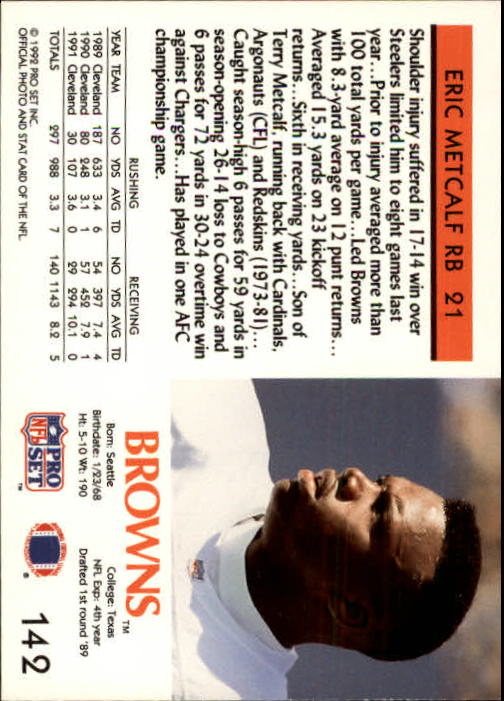 ERIC METCALF RB 21
Shoulder injury suffered in 17-14 win over
Steelers limited him to eight games last
year...Prior to injury averaged more than
100 total yards per game...Led Browns
with 8.3-yard average on 12 punt returns...
Averaged 15.3 yards on 23 kickoff
returns...Sixth in receiving yards...Son of
Terry Metcalf, running back with Cardinals,
Argonauts (CFL) and Redskins (1973-81)...
Caught season-high 6 passes for 59 yards in
season-opening 26-14 loss to Cowboys and
6 passes for 72 yards in 30-24 overtime win
against Chargers...Has played in one AFC
championship game.
RUSHING RECEIVING
YEAR TEAM NO YDS AVG TD NO YDS AVG TD
1989 Cleveland 187 633 3.4 6 54 397 7.4 4
1990 Cleveland 80 248 3.1 1 57 452 7.9 1
1991 Cleveland 30 107 3.6 0 29 294 10.1 0
TOTALS 297 988 3.3 7 140 1143 8.2 5
© 1992 PRO SET INC.
OFFICIAL PHOTO AND STAT CARD OF THE NFL
BROWNS™
Born: Seattle College: Texas
Birthdate: 1/23/68 NFL Exp: 4th year
Ht: 5-10 Wt: 190 Drafted 1st round '89
PRO
NFL
SET™
®
142